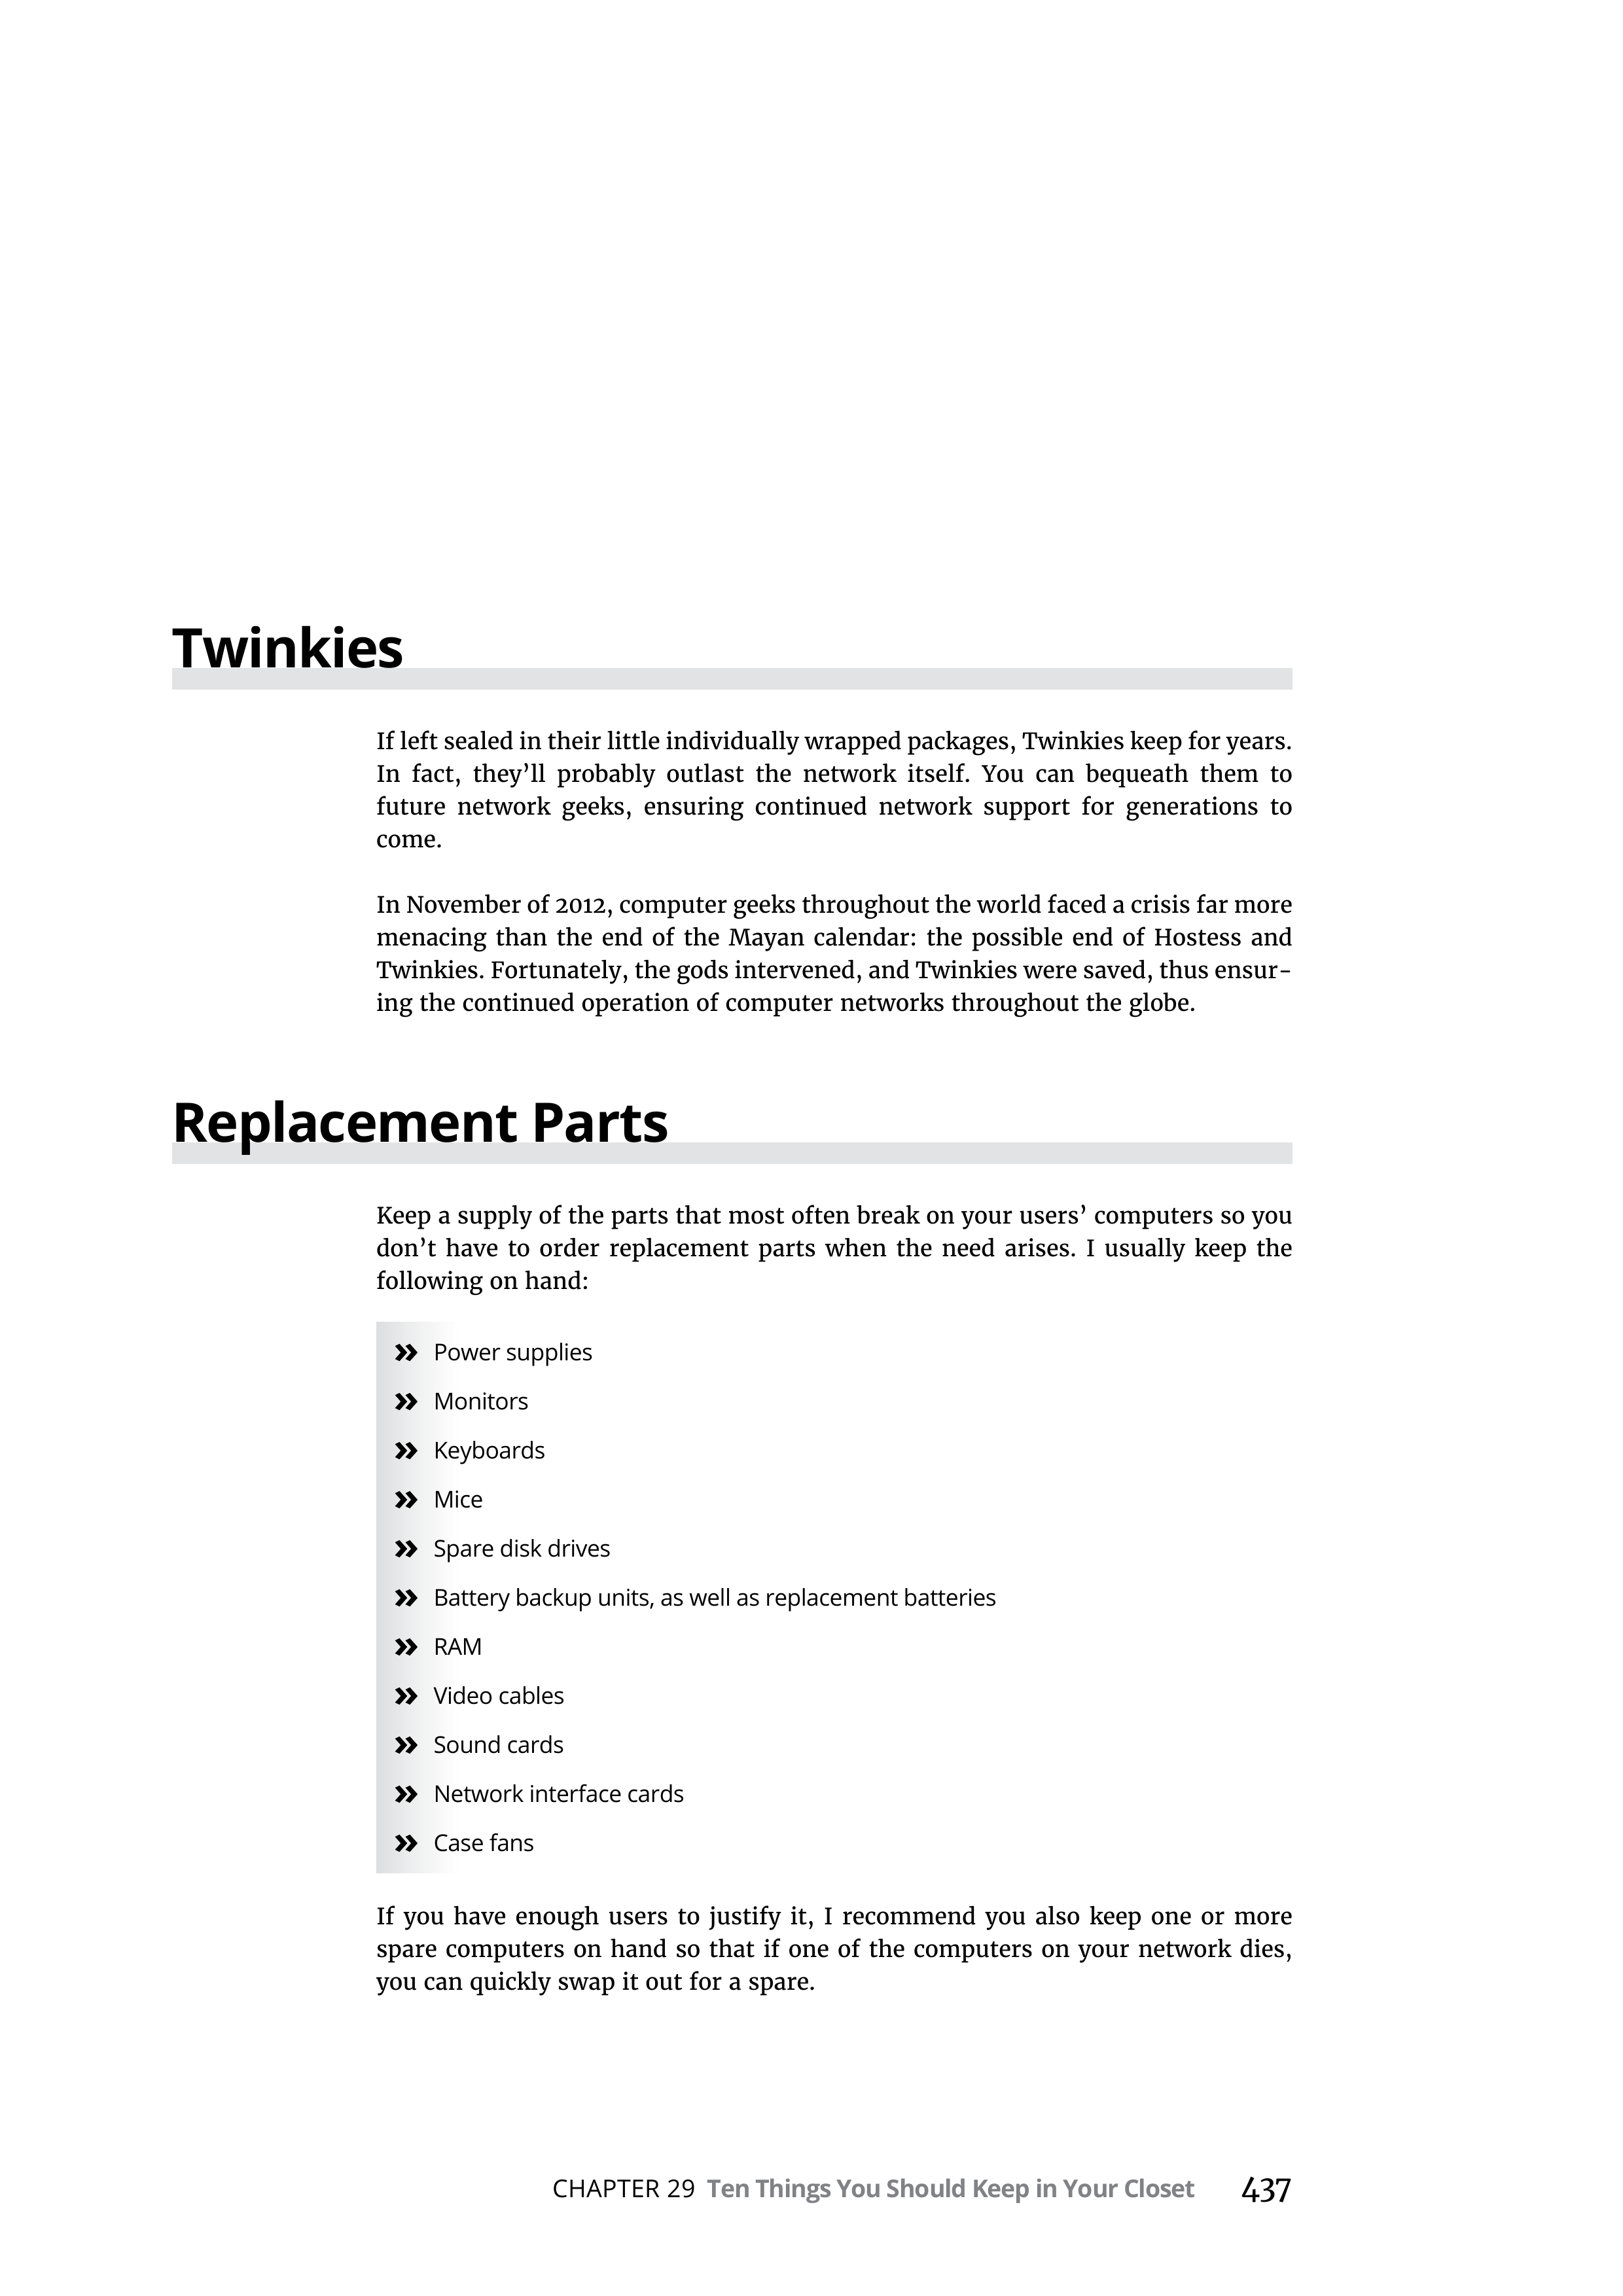 Twinkies
If left sealed in their little individually wrapped packages, Twinkies keep for years.
In fact, they’ll probably outlast the network itself. You can bequeath them to
future network geeks, ensuring continued network support for generations to
come.
In November of 2012, computer geeks throughout the world faced a crisis far more
menacing than the end of the Mayan calendar: the possible end of Hostess and
Twinkies. Fortunately, the gods intervened, and Twinkies were saved, thus ensur-
ing the continued operation of computer networks throughout the globe.
Replacement Parts
Keep a supply of the parts that most often break on your users’ computers so you
don’t have to order replacement parts when the need arises. I usually keep the
following on hand:
» Power supplies
» Monitors
» Keyboards
» Mice
» Spare disk drives
» Battery backup units, as well as replacement batteries
» RAM
» Video cables
» Sound cards
» Network interface cards
» Case fans
If you have enough users to justify it, I recommend you also keep one or more
spare computers on hand so that if one of the computers on your network dies,
you can quickly swap it out for a spare.
CHAPTER 29 Ten Things You Should Keep in Your Closet 437